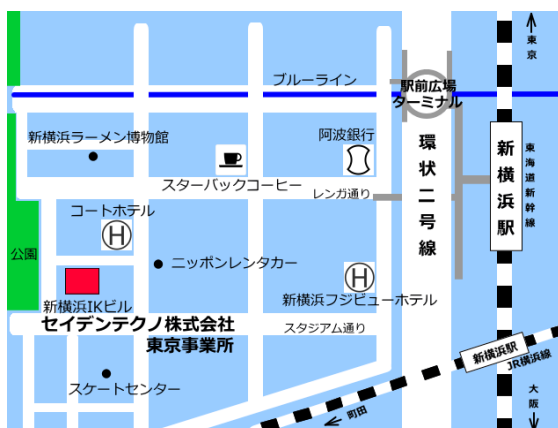 東京
ブルーライン
駅前広場
ターミナル
新横浜ラーメン博物館
阿波銀行
環状二号線
新横浜駅
東海道新幹線
スターバックコーヒー
レンガ通り
コートホテル
H
公園
ニッポンレンタカー
H
新横浜IKビル
新横浜フジビューホテル
セイデンテクノ株式会社
東京事業所
スタジアム通り
新横浜駅
JR横浜線
スケートセンター
町田
大阪